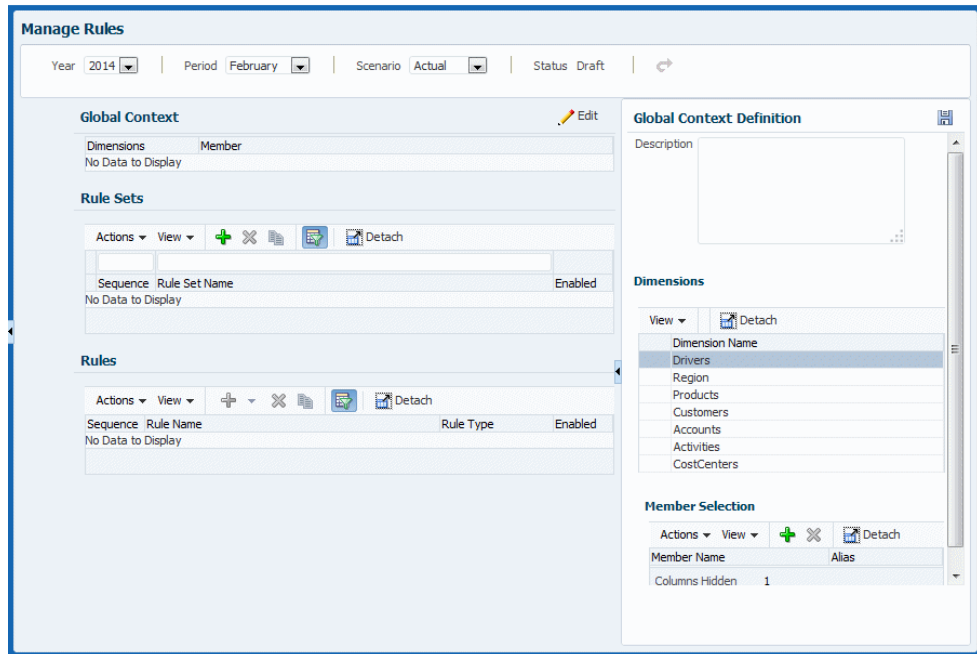 Manage Rules
Year 2014 Period February Scenario Actual Status Draft
Global Context Edit
Dimensions Member
No Data to Display
Rule Sets
Actions View Detach
Sequence Rule Set Name Enabled
No Data to Display
Rules
Actions View Detach
Sequence Rule Name Rule Type Enabled
No Data to Display
Global Context Definition
Description
Dimensions
View Detach
Dimension Name
Drivers
Region
Products
Customers
Accounts
Activities
CostCenters
Member Selection
Actions View Detach
Member Name Alias
Columns Hidden 1